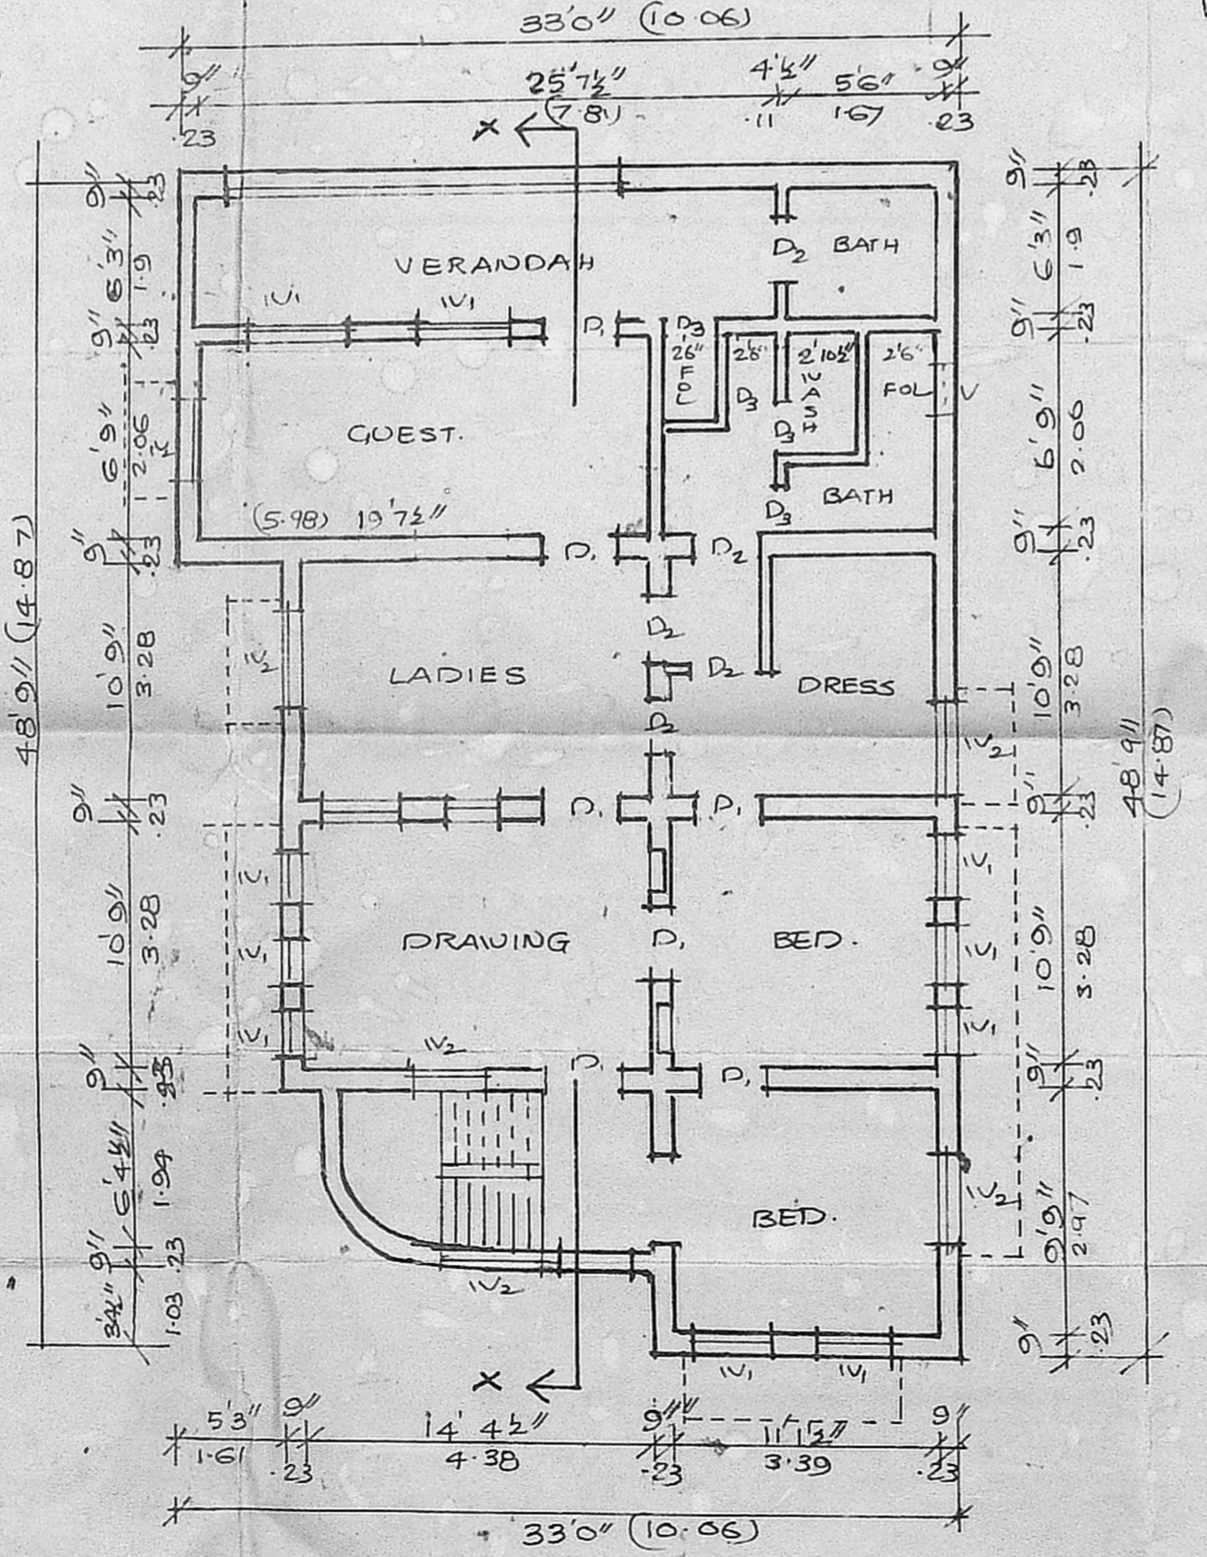 33'0" (10.06)
9" 25'7½" 4'½" 5'6" 9"
.23 (7.81) .11 1.67 .23
X
9" .23
6'3" 1.9
9" .23
6'9" 2.06
9" .23
10'9" 3.28
9" .23
10'9" 3.28
9" .23
6'4½" 1.94
9" .23
3'4½" 1.03
48'9" (14.87)
VERANDAH D2 BATH
W1 W1 D1 D3
2'6" 2'6" 2'10½" 2'6"
FOL D3 WASH FOL V
D3
GUEST.
BATH
D3
(5.98) 19'7½"
D1 D2
D2
W2 LADIES D2 DRESS
D2 W2
D1 D1
W1 W1
DRAWING D1 BED.
W1 W1
W1 W1
W2 D1 D1
W2
BED.
W2
W1 W1
X
9" .23
6'3" 1.9
9" .23
6'9" 2.06
9" .23
10'9" 3.28
9" .23
10'9" 3.28
9" .23
9'9" 2.97
9" .23
48'9" (14.87)
5'3" 9" 14'4½" 9" 11'1½" 9"
1.61 .23 4.38 .23 3.39 .23
33'0" (10.06)